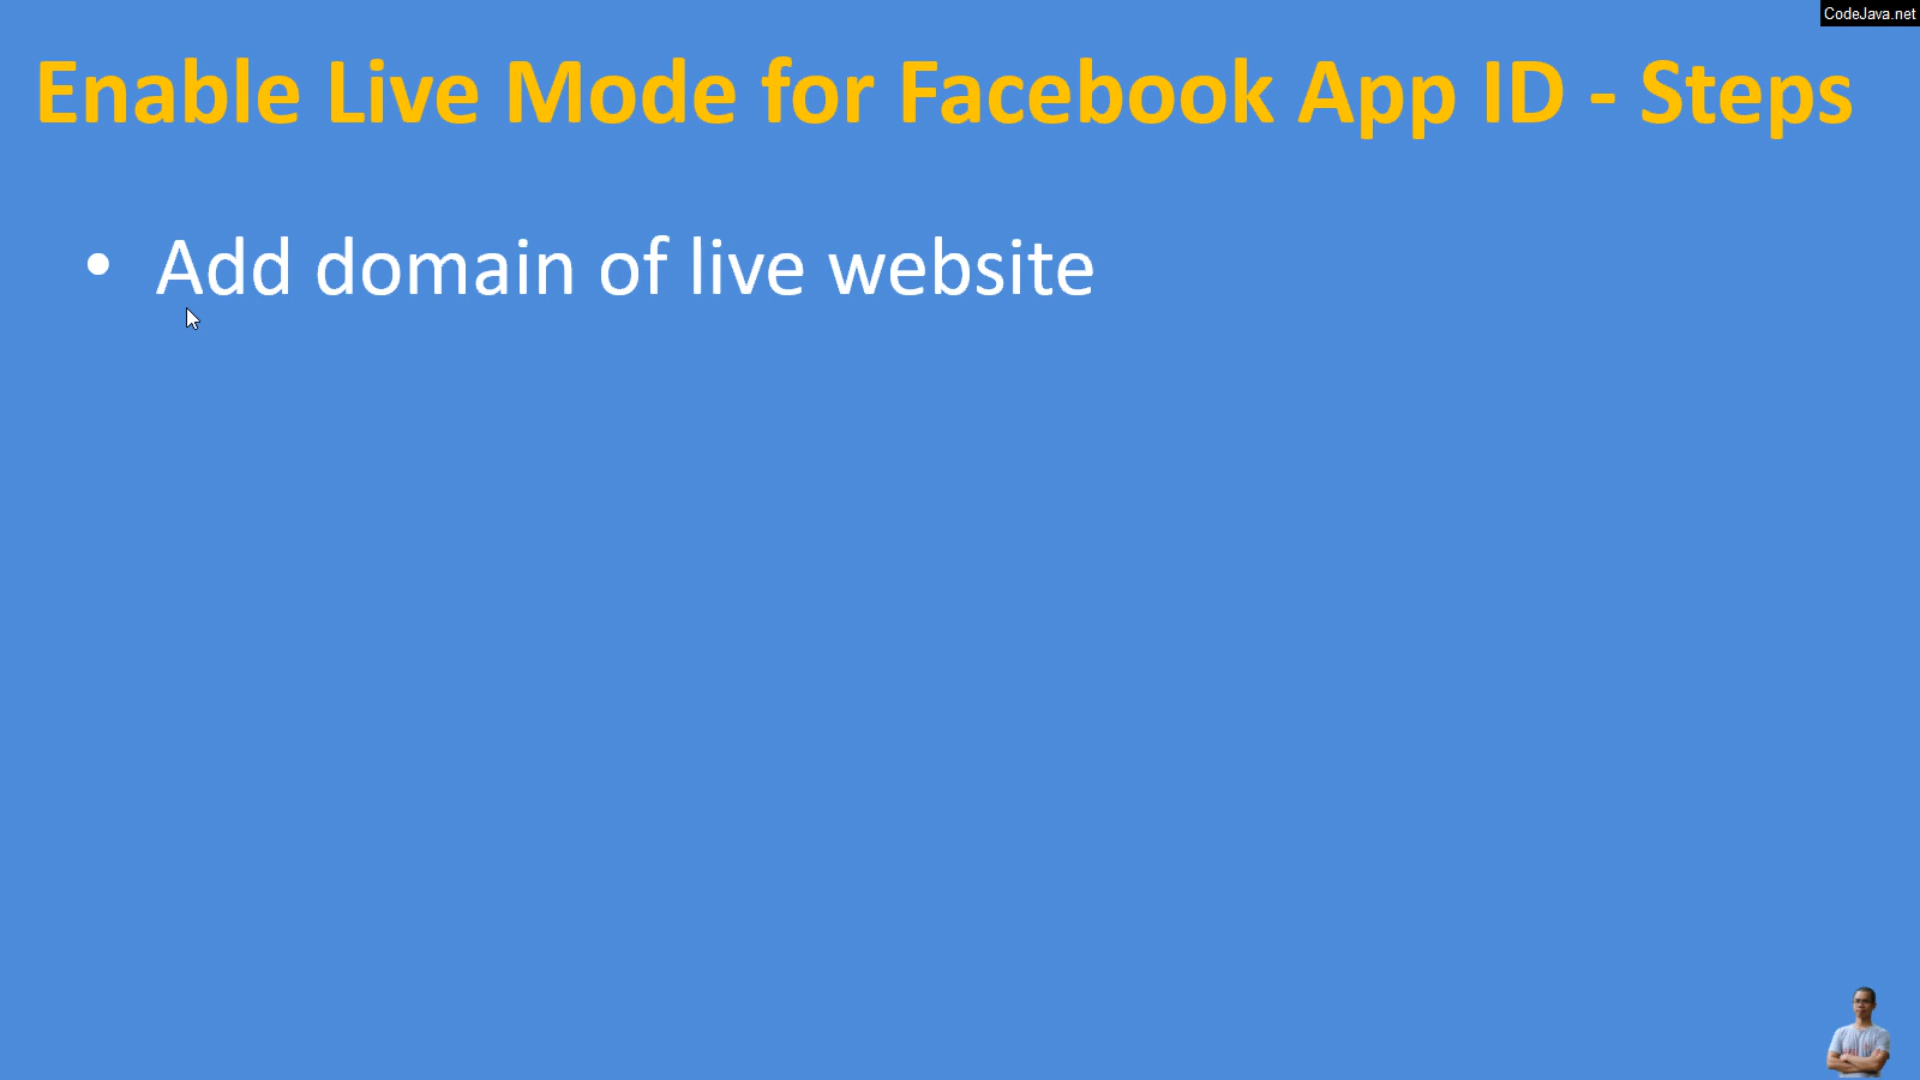 CodeJava.net
Enable Live Mode for Facebook App ID - Steps
• Add domain of live website